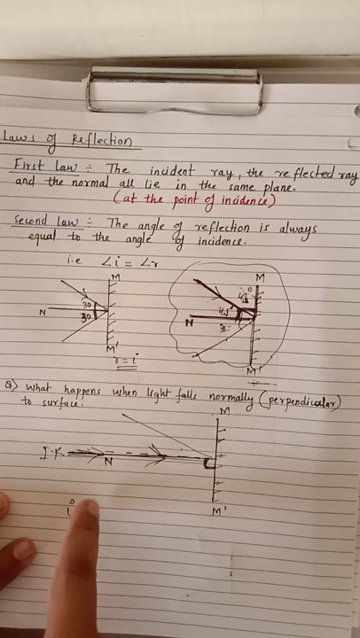 Laws of Reflection
First Law :- The incident ray, the reflected ray
and the normal all lie in the same plane.
(at the point of incidence)
Second Law :- The angle of reflection is always
equal to the angle of incidence.
i.e ∠i = ∠r
M
M
N
30
30
N
45°
M'
M'
r = i
Q) What happens when light falls normally (perpendicular)
to surface.
M
I.R
N
M'
i